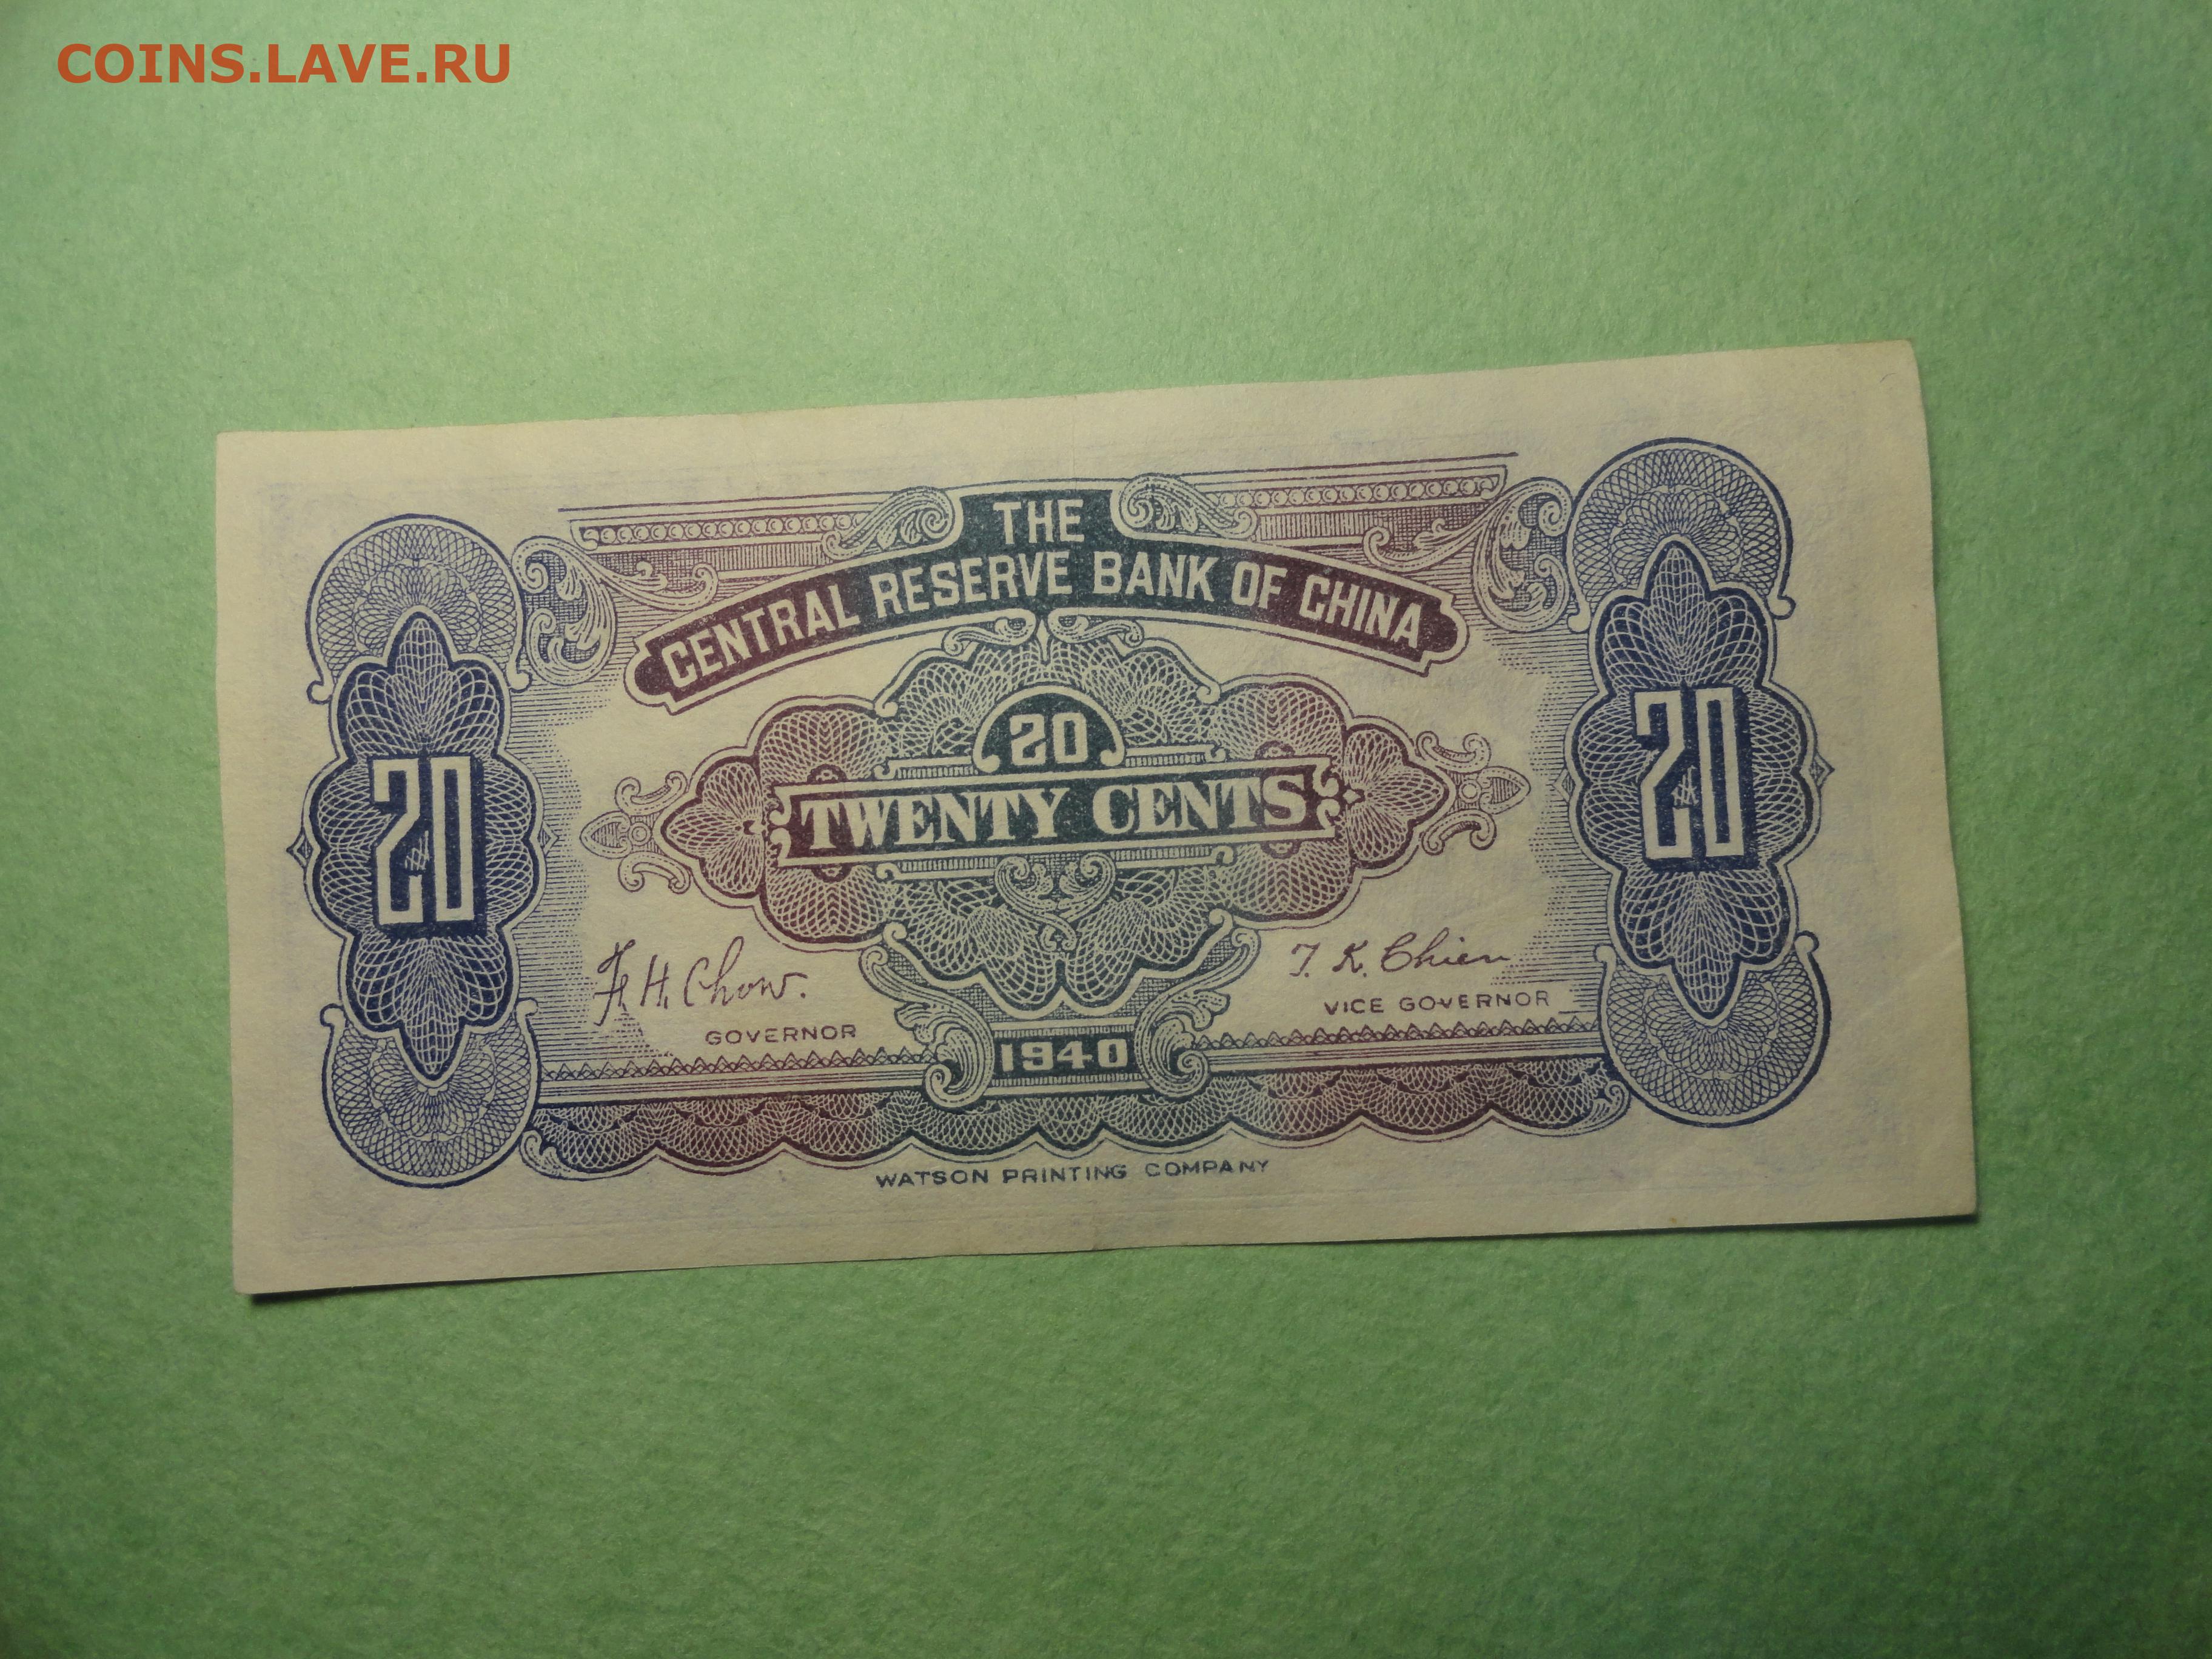 COINS.LAVE.RU
THE
CENTRAL RESERVE BANK OF CHINA
20
TWENTY CENTS
20
20
F. H. Chow.
GOVERNOR
T. K. Chien
VICE GOVERNOR
1940
WATSON PRINTING COMPANY